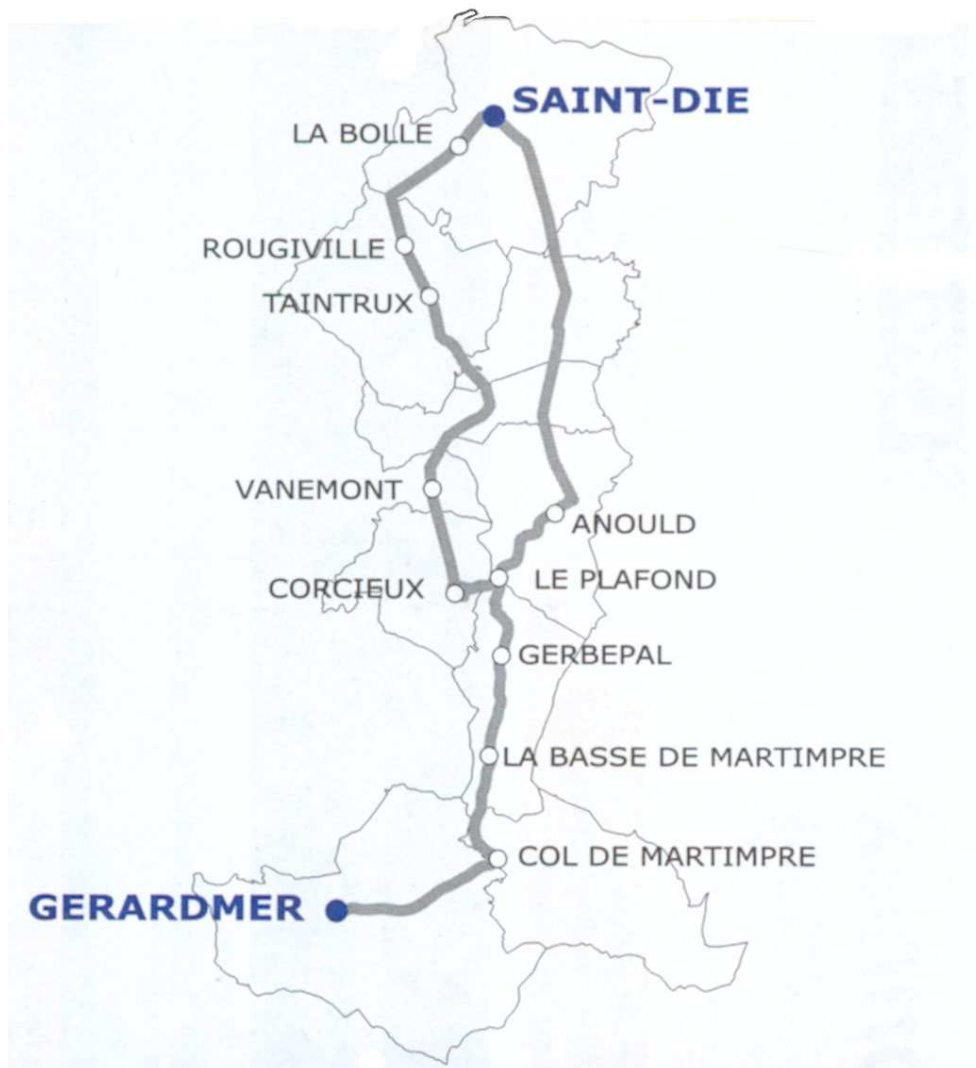 SAINT-DIE
LA BOLLE
ROUGIVILLE
TAINTRUX
VANEMONT
ANOULD
LE PLAFOND
CORCIEUX
GERBEPAL
LA BASSE DE MARTIMPRE
COL DE MARTIMPRE
GERARDMER